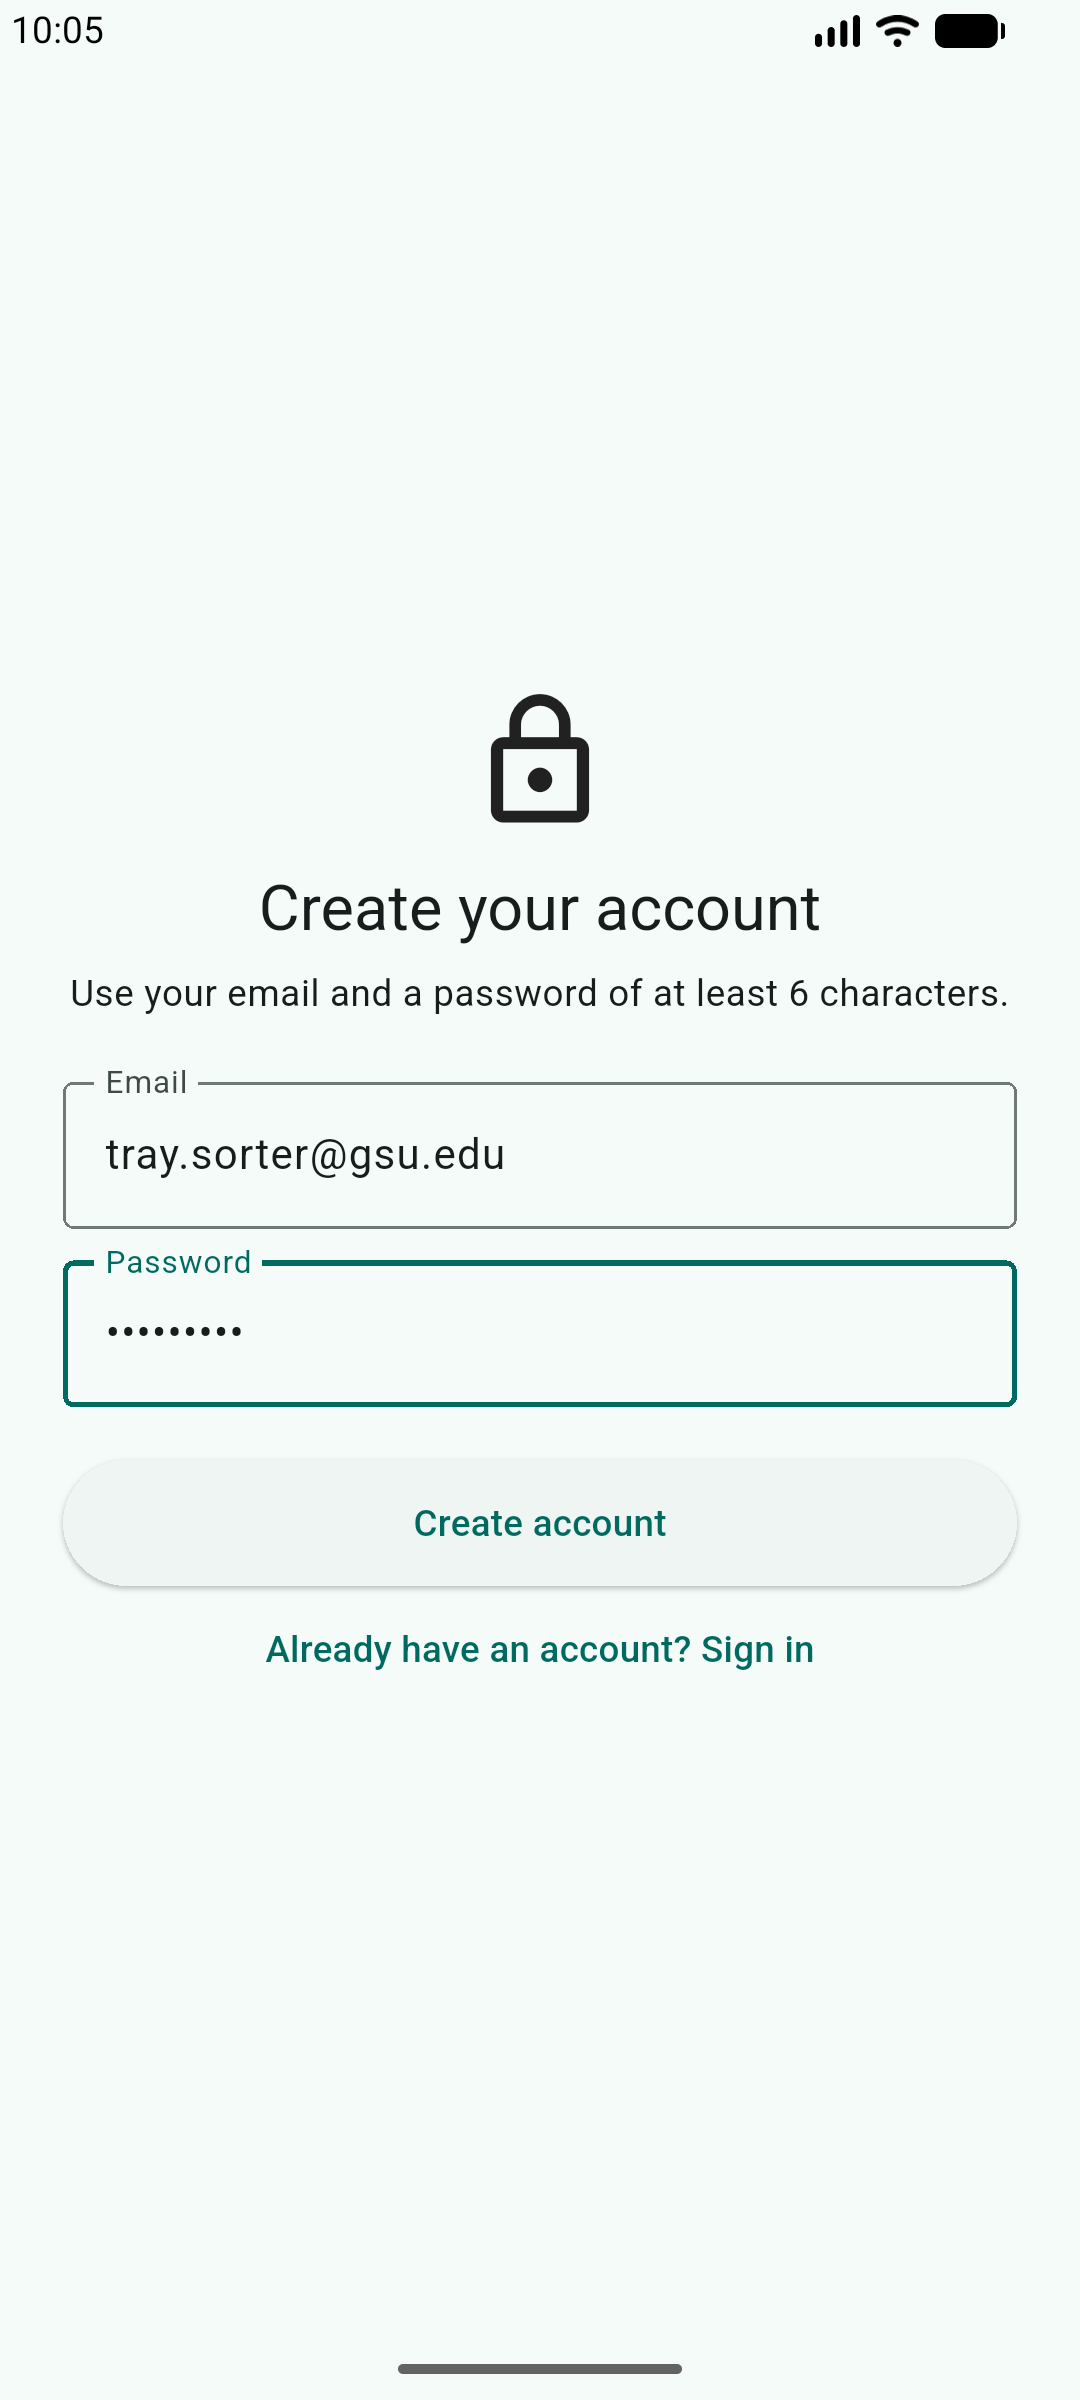 10:05
Create your account
Use your email and a password of at least 6 characters.
Email
tray.sorter@gsu.edu
Password
•••••••••
Create account
Already have an account? Sign in